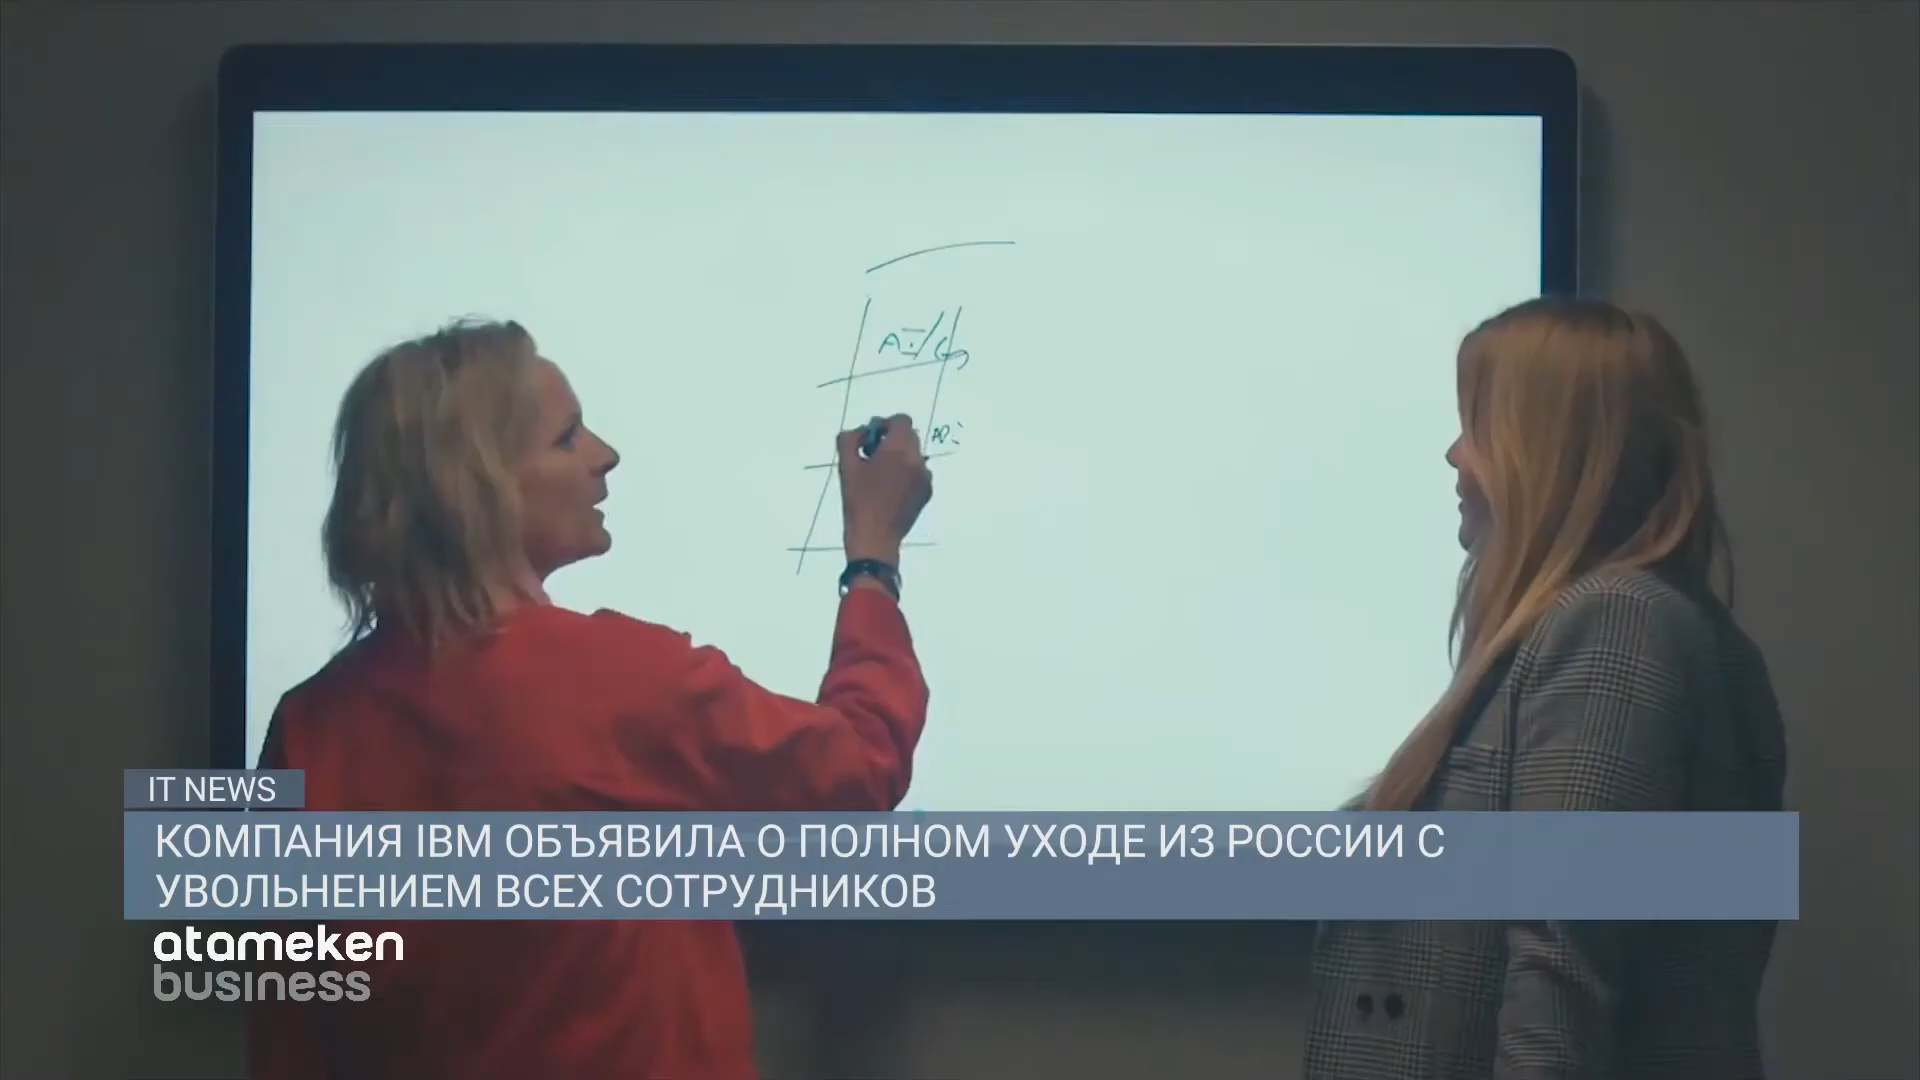 IT NEWS
КОМПАНИЯ IBM ОБЪЯВИЛА О ПОЛНОМ УХОДЕ ИЗ РОССИИ С
УВОЛЬНЕНИЕМ ВСЕХ СОТРУДНИКОВ
atameken
business